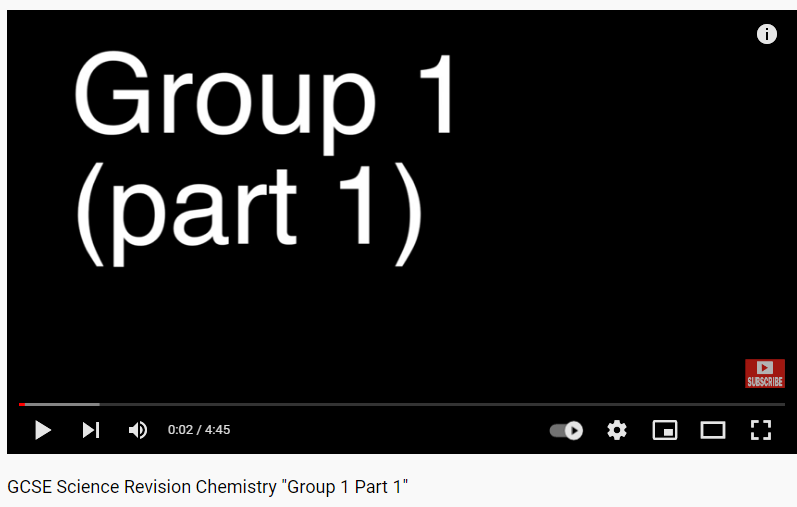 Group 1
(part 1)
SUBSCRIBE
0:02 / 4:45
GCSE Science Revision Chemistry "Group 1 Part 1"